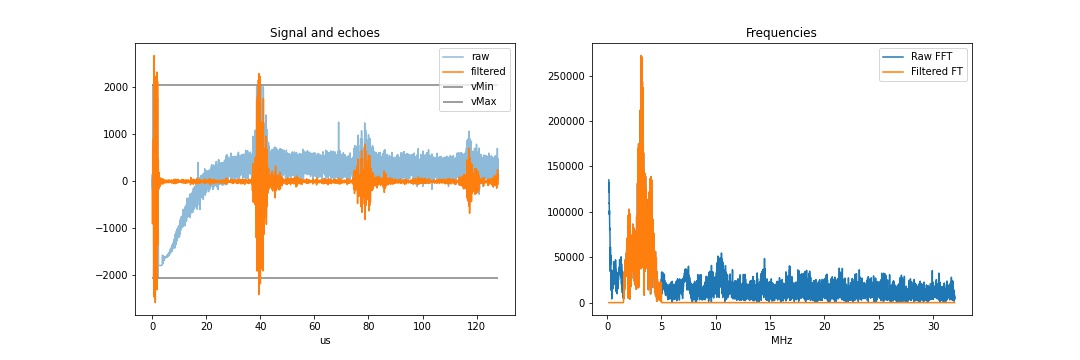 Signal and echoes
raw
filtered
vMin
vMax
2000
1000
0
−1000
−2000
0
20
40
60
80
100
120
us
Frequencies
Raw FFT
Filtered FT
250000
200000
150000
100000
50000
0
0
5
10
15
20
25
30
MHz